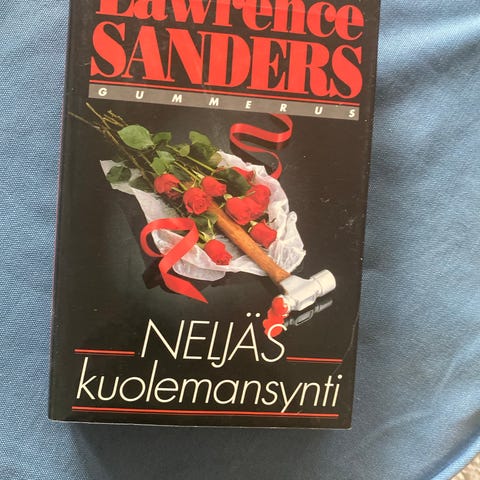 Lawrence
SANDERS
GUMMERUS
NELJÄS
kuolemansynti